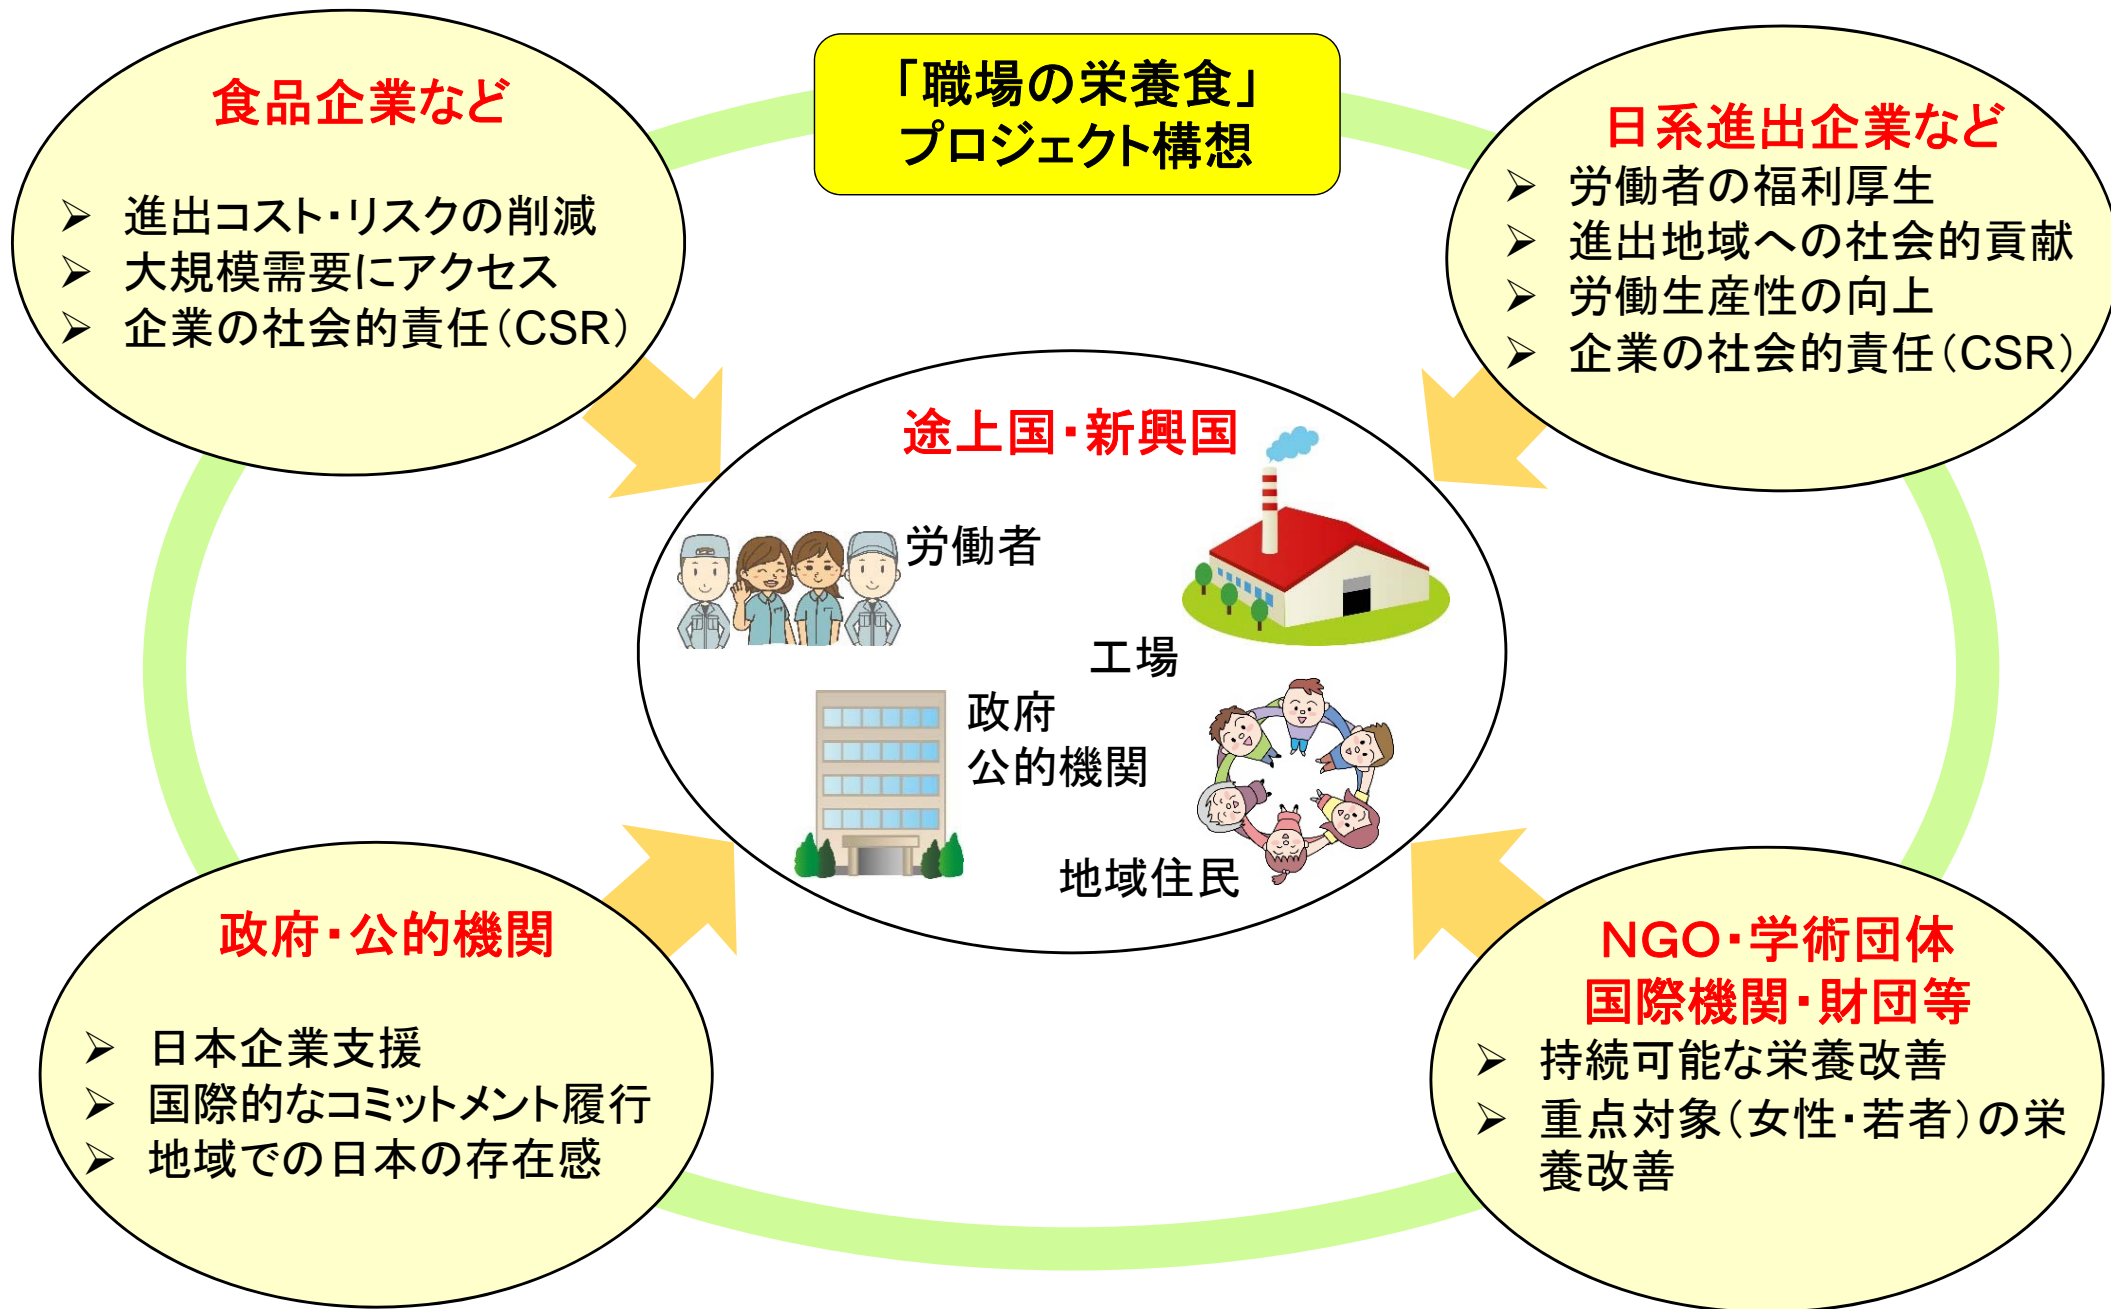 「職場の栄養食」
プロジェクト構想
食品企業など
➢ 進出コスト・リスクの削減
➢ 大規模需要にアクセス
➢ 企業の社会的責任（CSR）
日系進出企業など
➢ 労働者の福利厚生
➢ 進出地域への社会的貢献
➢ 労働生産性の向上
➢ 企業の社会的責任（CSR）
途上国・新興国
労働者
工場
政府
公的機関
地域住民
政府・公的機関
➢ 日本企業支援
➢ 国際的なコミットメント履行
➢ 地域での日本の存在感
ＮＧＯ・学術団体
国際機関・財団等
➢ 持続可能な栄養改善
➢ 重点対象（女性・若者）の栄
養改善